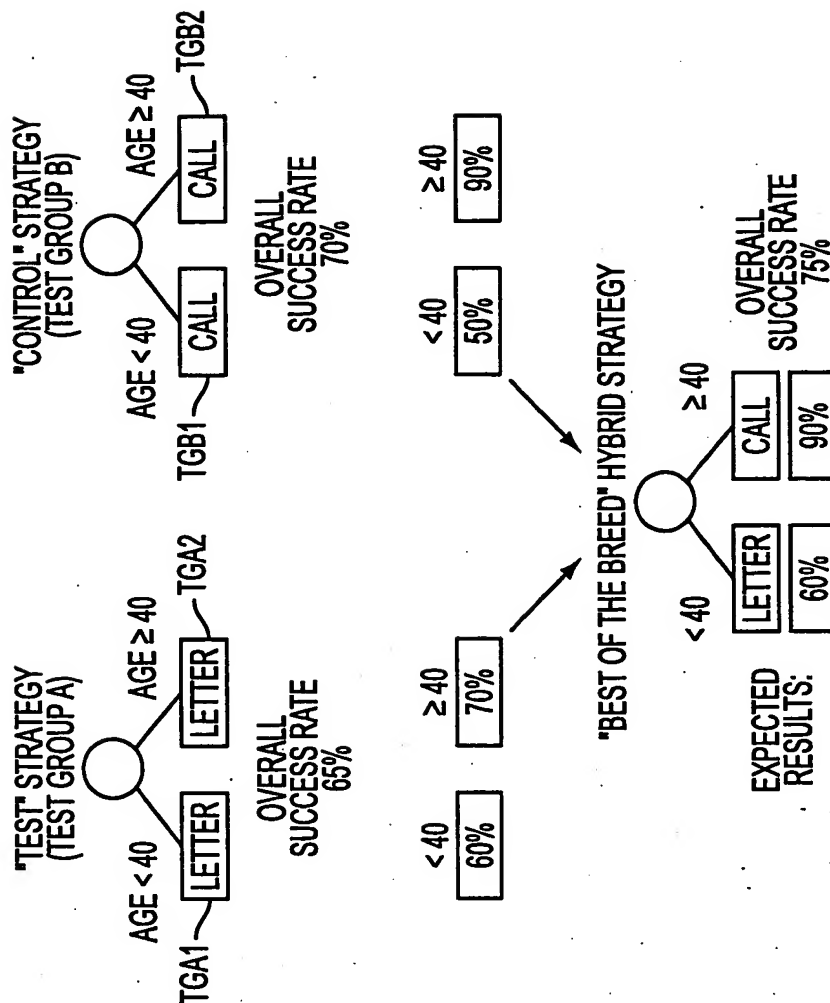 "TEST" STRATEGY
(TEST GROUP A)
AGE < 40
AGE ≥ 40
TGA1
LETTER
LETTER
TGA2
OVERALL
SUCCESS RATE
65%
"CONTROL" STRATEGY
(TEST GROUP B)
AGE < 40
AGE ≥ 40
TGB1
CALL
CALL
TGB2
OVERALL
SUCCESS RATE
70%
< 40
≥ 40
60%
70%
< 40
≥ 40
50%
90%
"BEST OF THE BREED" HYBRID STRATEGY
< 40
≥ 40
LETTER
CALL
EXPECTED
RESULTS:
60%
90%
OVERALL
SUCCESS RATE
75%